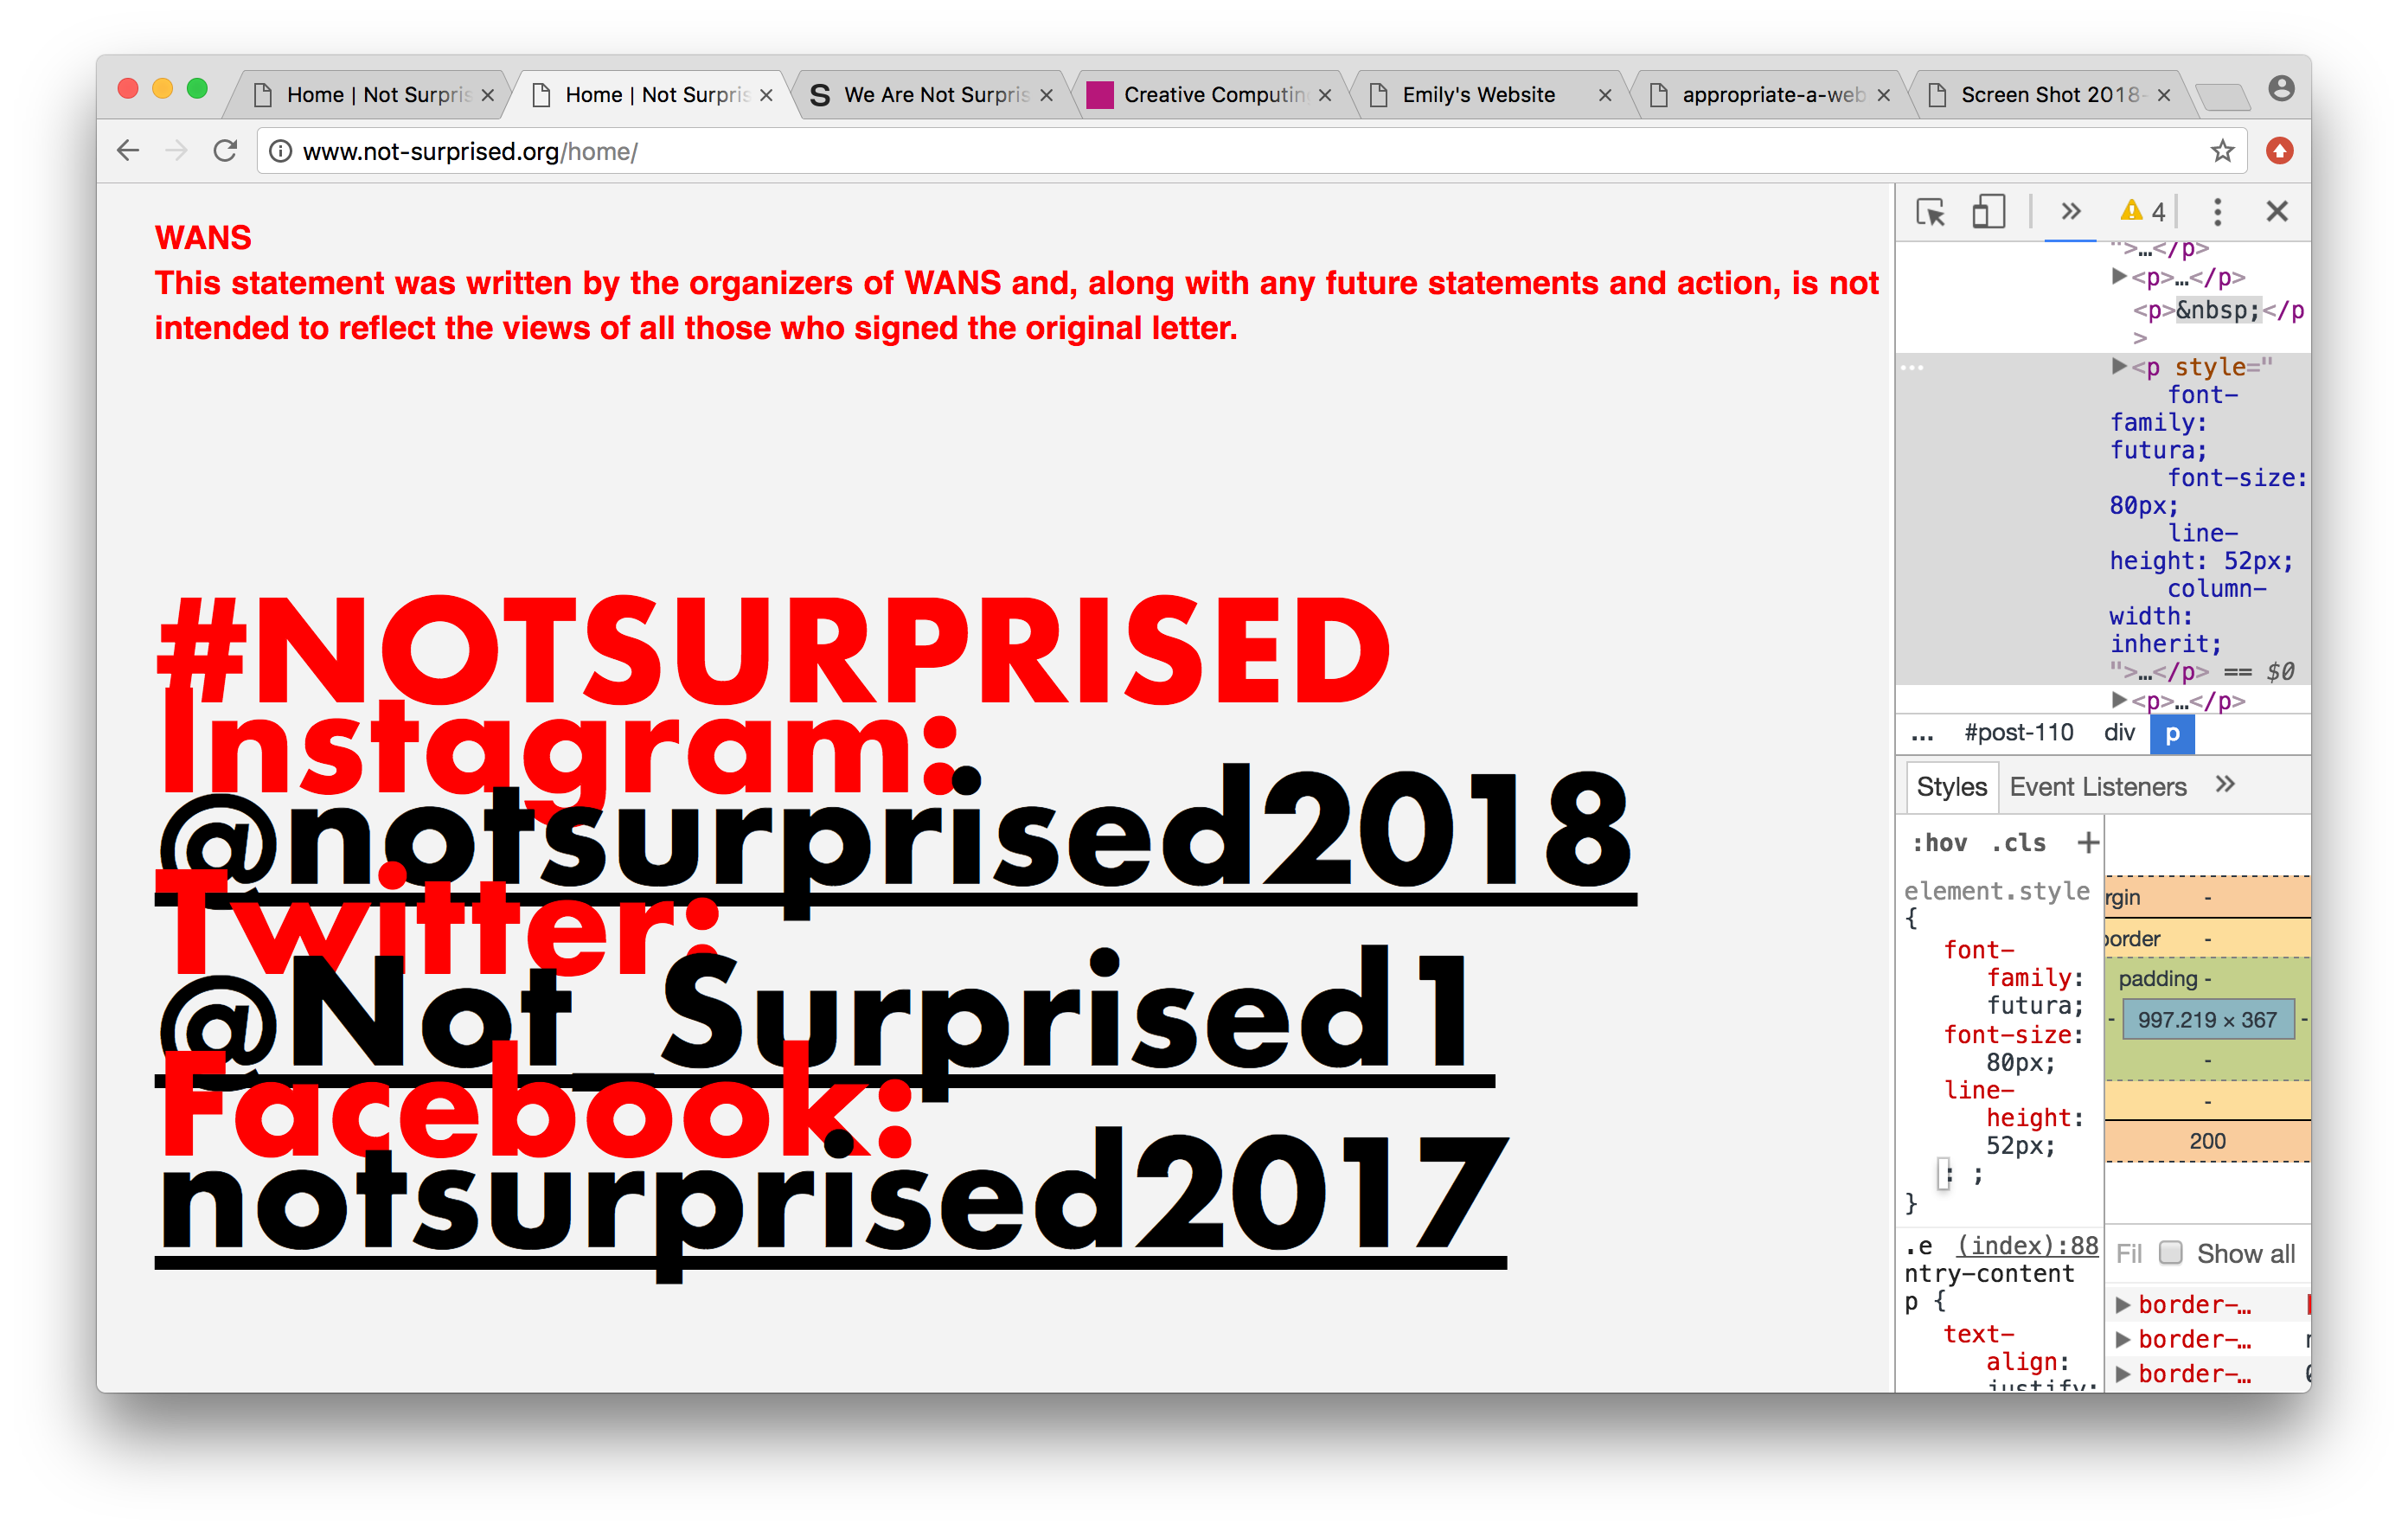 Home | Not Surpris
Home | Not Surpris
We Are Not Surpris
Creative Computin
Emily's Website
appropriate-a-web
Screen Shot 2018-
www.not-surprised.org/home/
WANS
This statement was written by the organizers of WANS and, along with any future statements and action, is not
intended to reflect the views of all those who signed the original letter.
#NOTSURPRISED
Instagram:
@notsurprised2018
Twitter:
@Not_Surprised1
Facebook:
notsurprised2017
4
">…</p>
<p>…</p>
<p>&nbsp;</p
>
<p style="
font-
family:
futura;
font-size:
80px;
line-
height: 52px;
column-
width:
inherit;
">…</p> == $0
<p>…</p>
... #post-110 div p
Styles Event Listeners
:hov .cls +
element.style
{
font-
family:
futura;
font-size:
80px;
line-
height:
52px;
: ;
}
.e (index):88
ntry-content
p {
text-
align:
justify;
rgin -
border -
padding -
- 997.219 × 367 -
-
-
200
Fil Show all
border-…
border-…
border-…